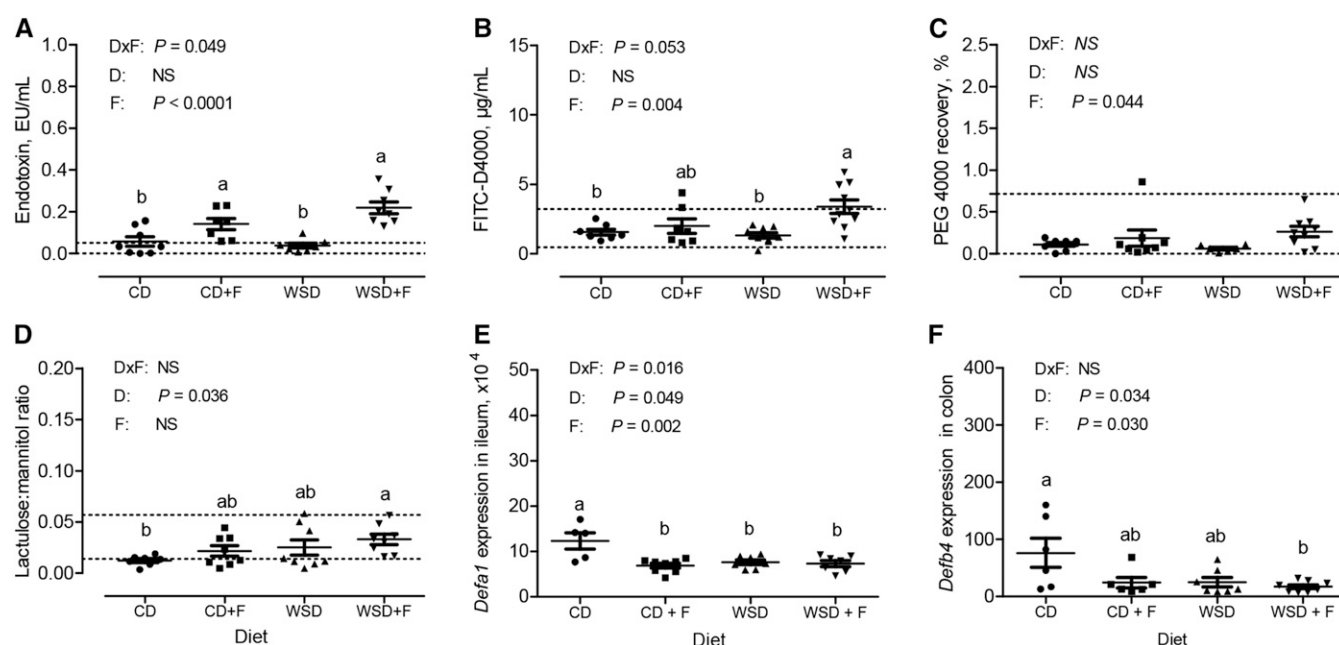 A
DxF: P = 0.049
D: NS
F: P < 0.0001
Endotoxin, EU/mL
1.0
0.8
0.6
0.4
0.2
0.0
b
a
b
a
CD
CD+F
WSD
WSD+F
B
DxF: P = 0.053
D: NS
F: P = 0.004
FITC-D4000, µg/mL
15
10
5
0
b
ab
b
a
CD
CD+F
WSD
WSD+F
C
DxF: NS
D: NS
F: P = 0.044
PEG 4000 recovery, %
2.5
2.0
1.5
1.0
0.50
0.0
CD
CD+F
WSD
WSD+F
D
DxF: NS
D: P = 0.036
F: NS
Lactulose:mannitol ratio
0.20
0.15
0.10
0.05
0.00
b
ab
ab
a
CD
CD+F
WSD
WSD+F
Diet
E
DxF: P = 0.016
D: P = 0.049
F: P = 0.002
Defa1 expression in ileum, x10⁻⁴
50
40
30
20
10
0
a
b
b
b
CD
CD + F
WSD
WSD + F
F
DxF: NS
D: P = 0.034
F: P = 0.030
Defb4 expression in colon
400
300
200
100
0
a
ab
ab
b
CD
CD + F
WSD
WSD + F
Diet